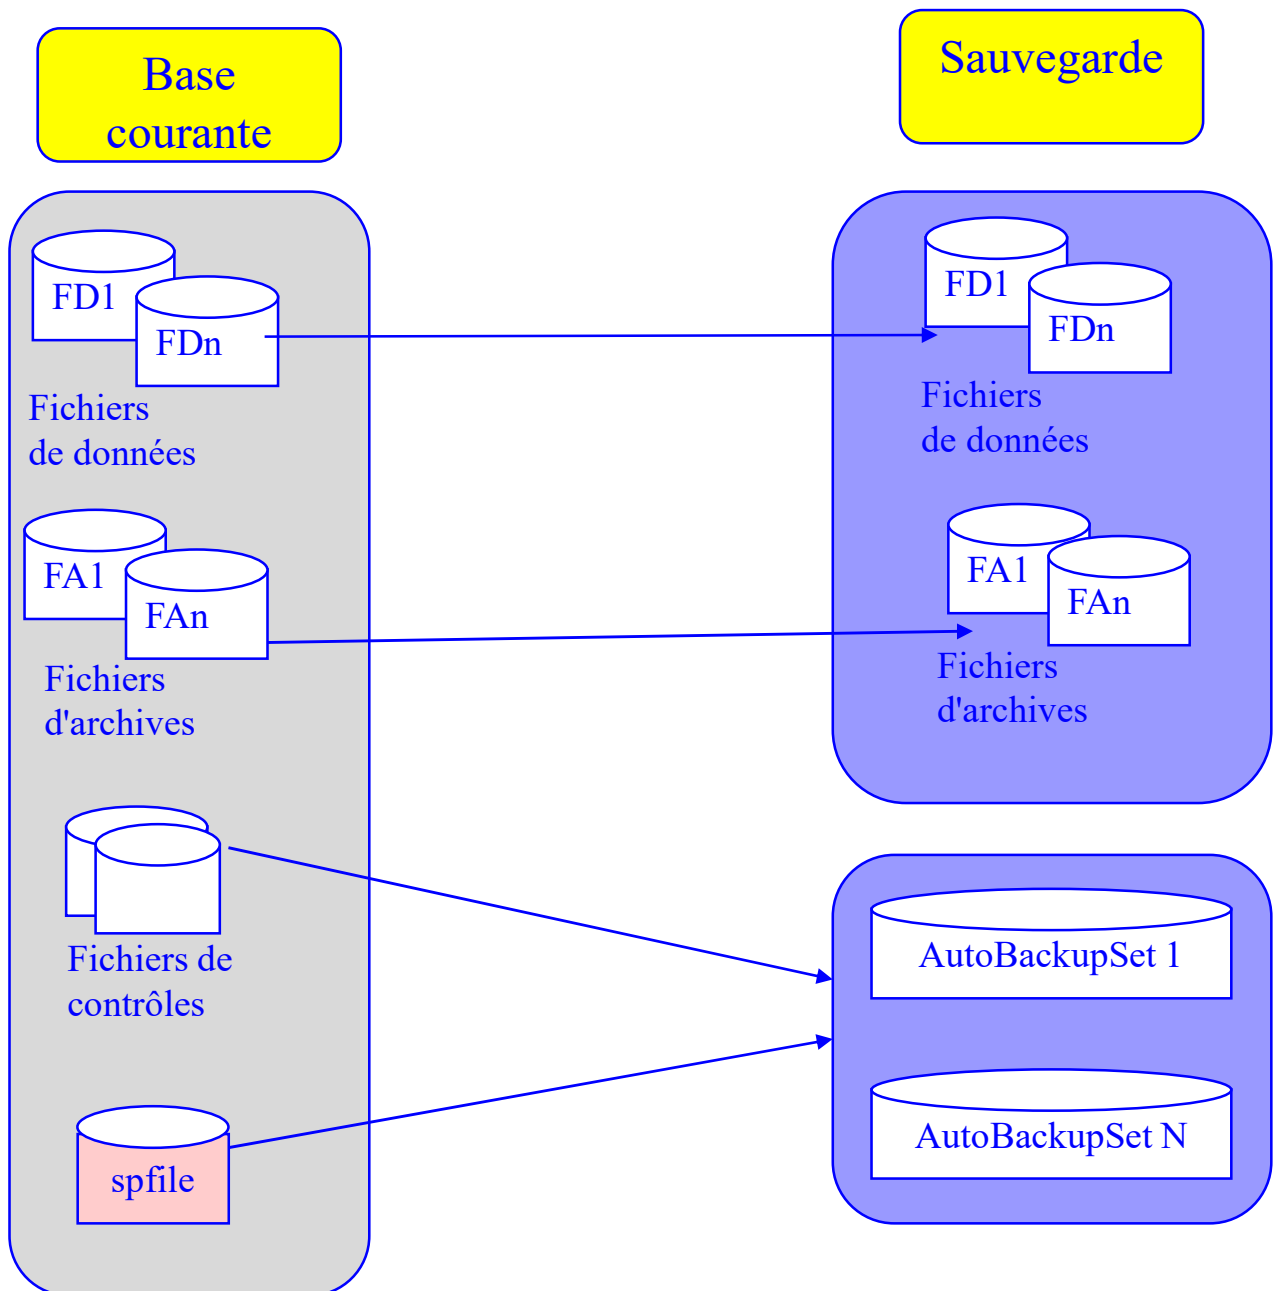 Base
courante
Sauvegarde
FD1
FDn
Fichiers
de données
FA1
FAn
Fichiers
d'archives
Fichiers de
contrôles
spfile
FD1
FDn
Fichiers
de données
FA1
FAn
Fichiers
d'archives
AutoBackupSet 1
AutoBackupSet N